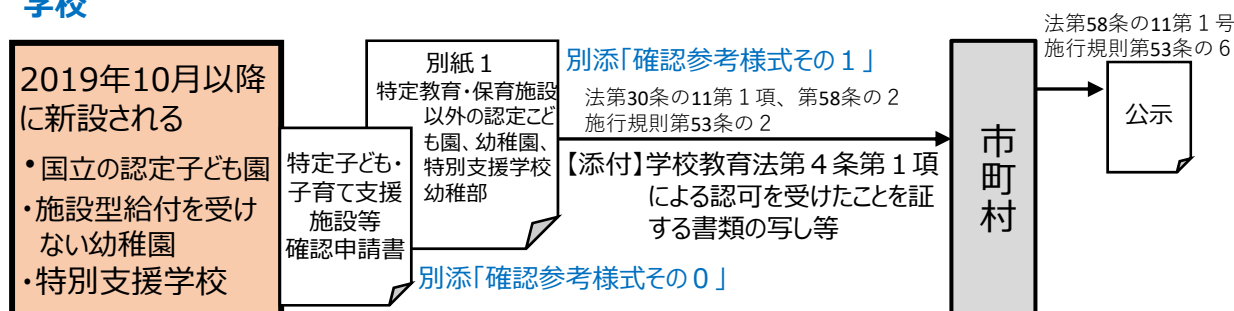 学校
2019年10月以降
に新設される
・国立の認定子ども園
・施設型給付を受け
ない幼稚園
・特別支援学校
特定子ども・
子育て支援
施設等
確認申請書
別紙1
特定教育・保育施設
以外の認定こど
も園、幼稚園、
特別支援学校
幼稚部
別添「確認参考様式その1」
法第30条の11第1項、第58条の2
施行規則第53条の2
【添付】学校教育法第4条第1項
による認可を受けたことを証
する書類の写し等
別添「確認参考様式その0」
市町村
法第58条の11第1号
施行規則第53条の6
公示